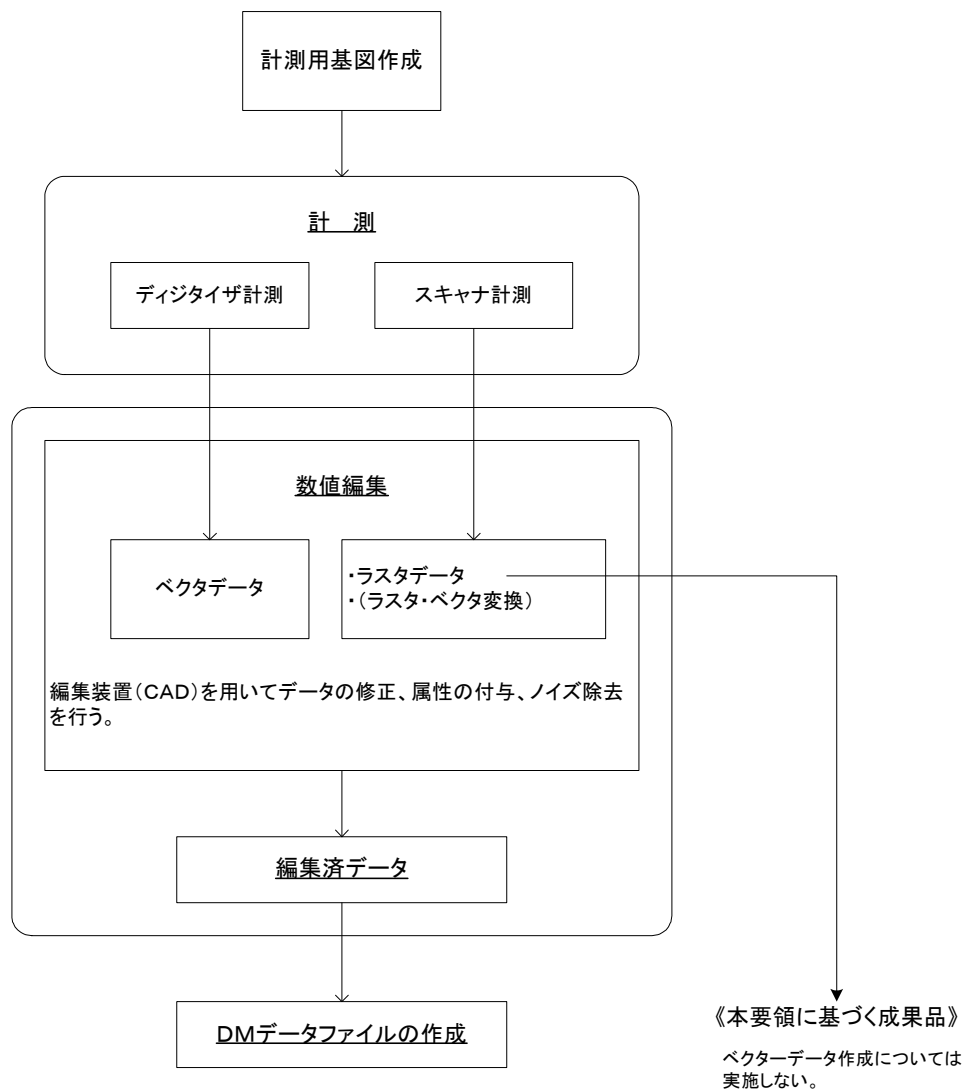 計測用基図作成
計　測
ディジタイザ計測
スキャナ計測
数値編集
ベクタデータ
・ラスタデータ
・(ラスタ・ベクタ変換)
編集装置(CAD)を用いてデータの修正、属性の付与、ノイズ除去
を行う。
編集済データ
DMデータファイルの作成
《本要領に基づく成果品》
ベクターデータ作成については
実施しない。